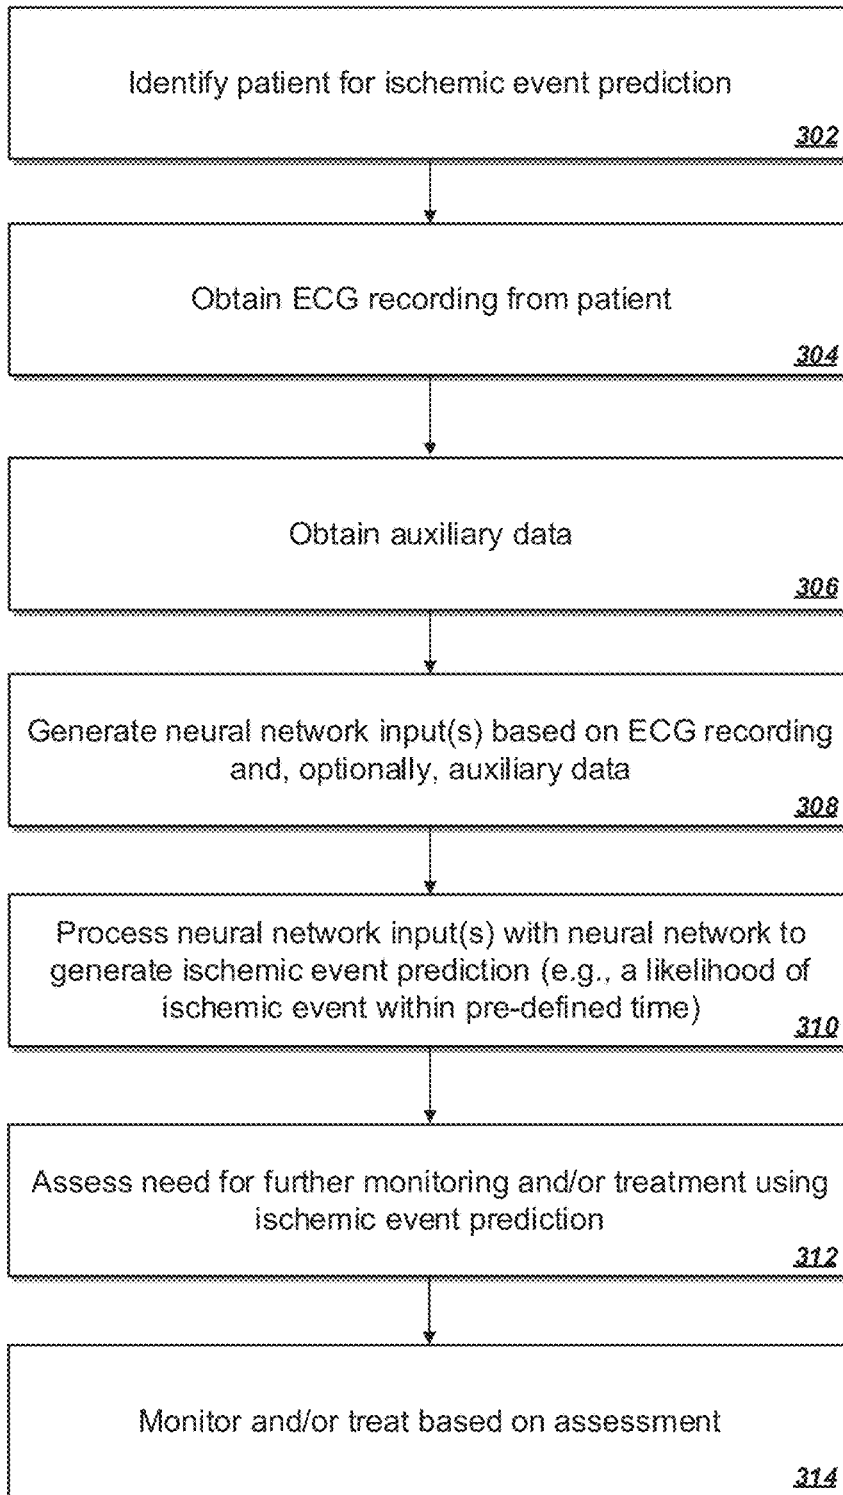 Identify patient for ischemic event prediction
302
Obtain ECG recording from patient
304
Obtain auxiliary data
306
Generate neural network input(s) based on ECG recording
and, optionally, auxiliary data
308
Process neural network input(s) with neural network to
generate ischemic event prediction (e.g., a likelihood of
ischemic event within pre-defined time)
310
Assess need for further monitoring and/or treatment using
ischemic event prediction
312
Monitor and/or treat based on assessment
314